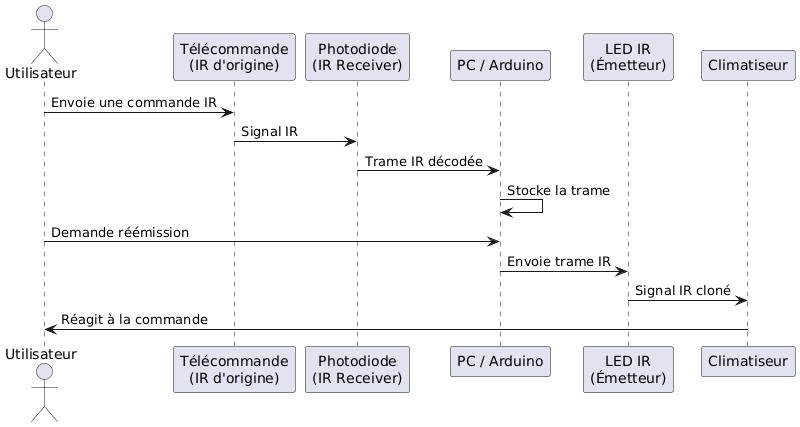 Utilisateur
Télécommande
(IR d'origine)
Photodiode
(IR Receiver)
PC / Arduino
LED IR
(Émetteur)
Climatiseur
Envoie une commande IR
Signal IR
Trame IR décodée
Stocke la trame
Demande réémission
Envoie trame IR
Signal IR cloné
Réagit à la commande
Utilisateur
Télécommande
(IR d'origine)
Photodiode
(IR Receiver)
PC / Arduino
LED IR
(Émetteur)
Climatiseur